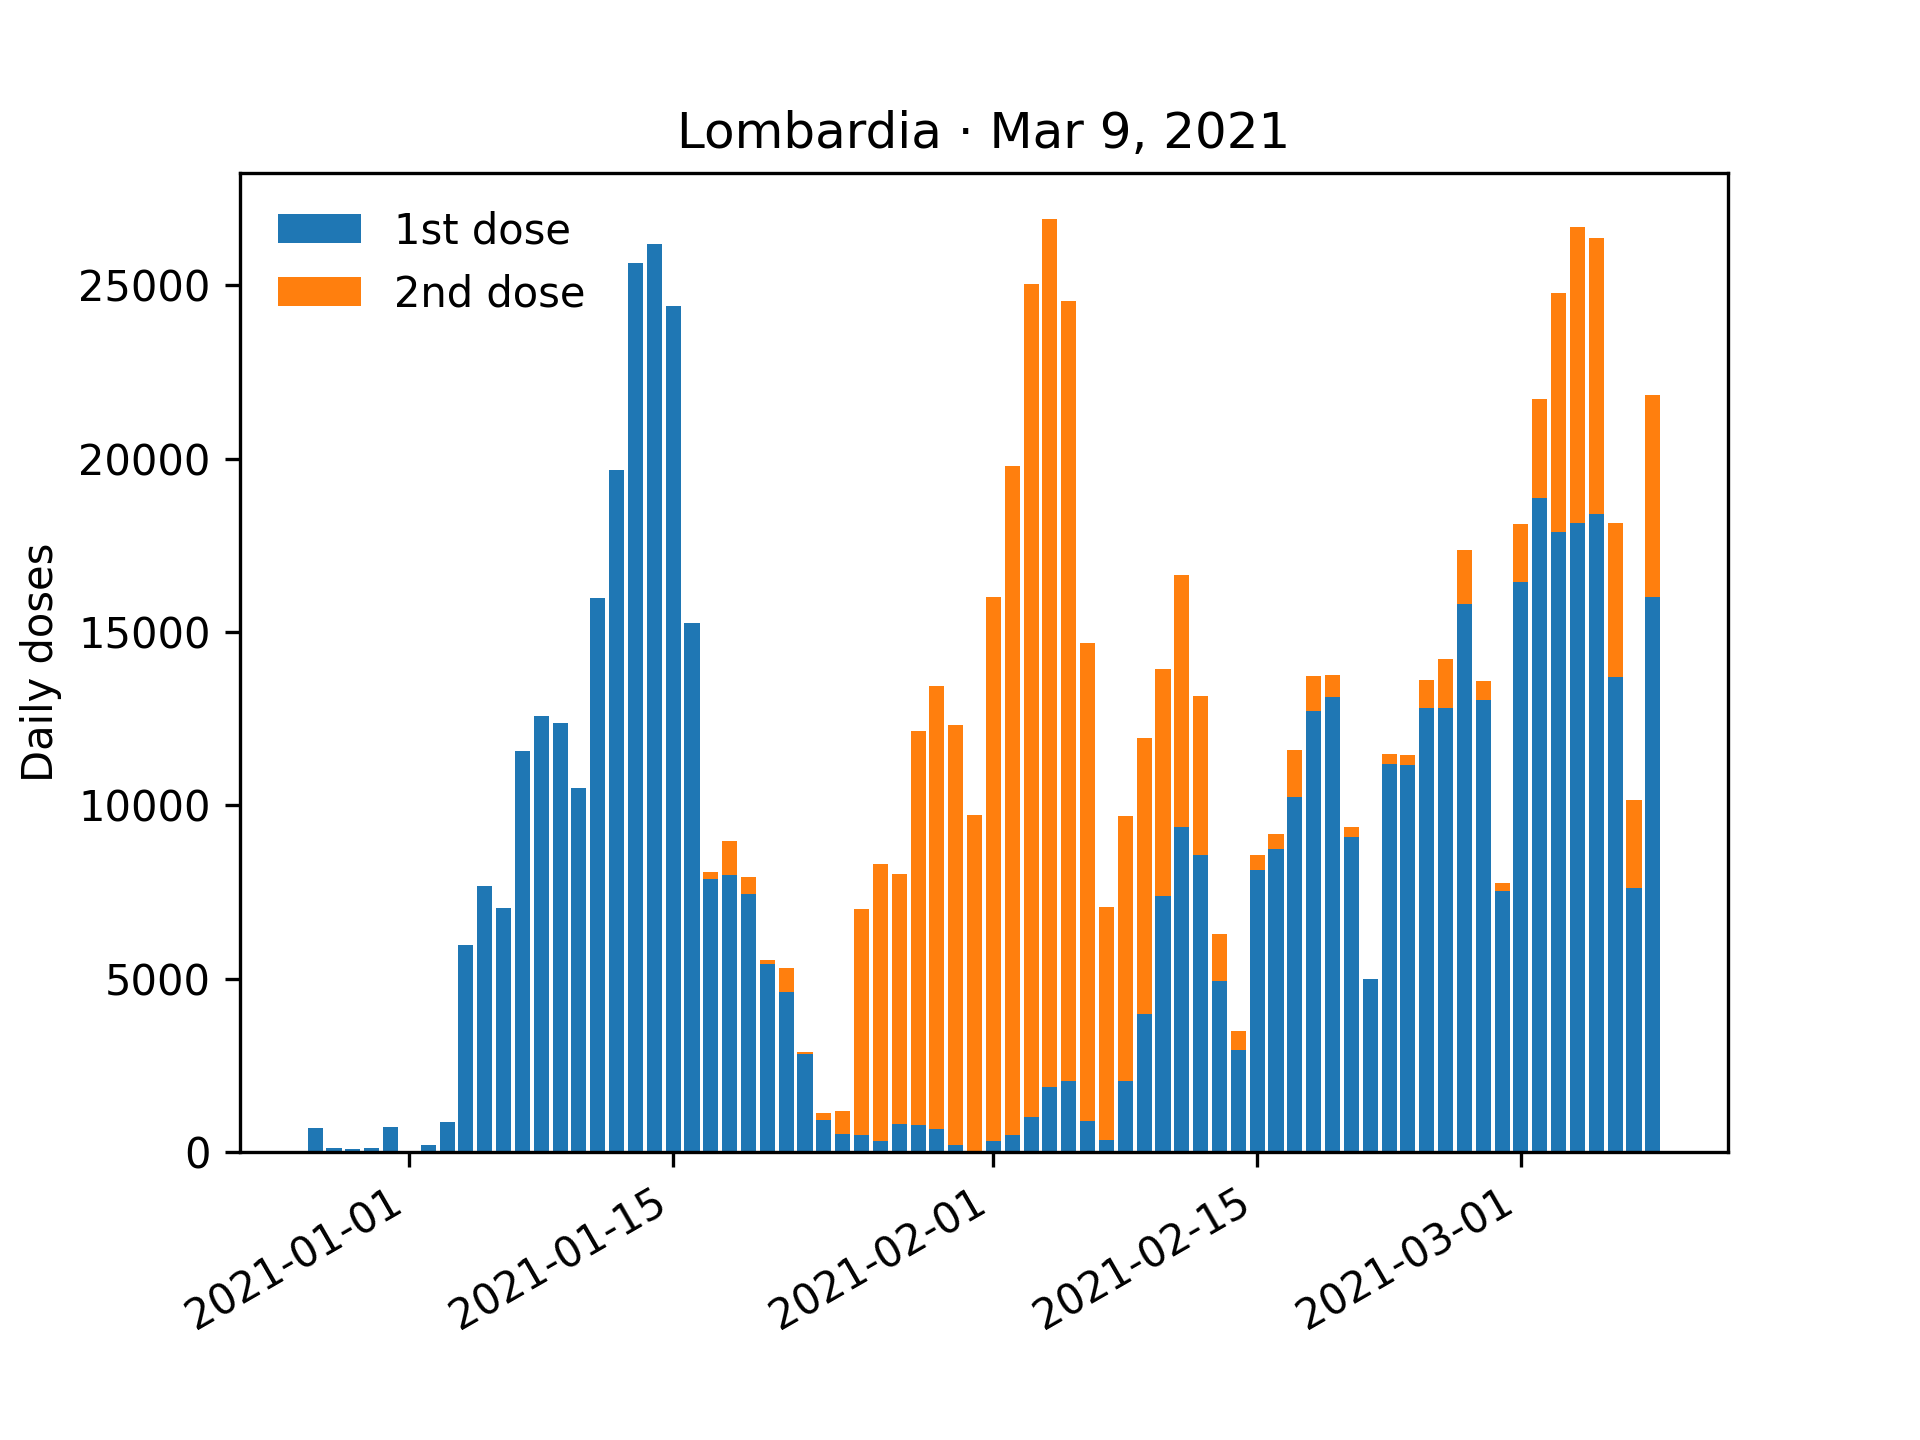 Lombardia · Mar 9, 2021
1st dose
2nd dose
Daily doses
25000
20000
15000
10000
5000
0
2021-01-01
2021-01-15
2021-02-01
2021-02-15
2021-03-01